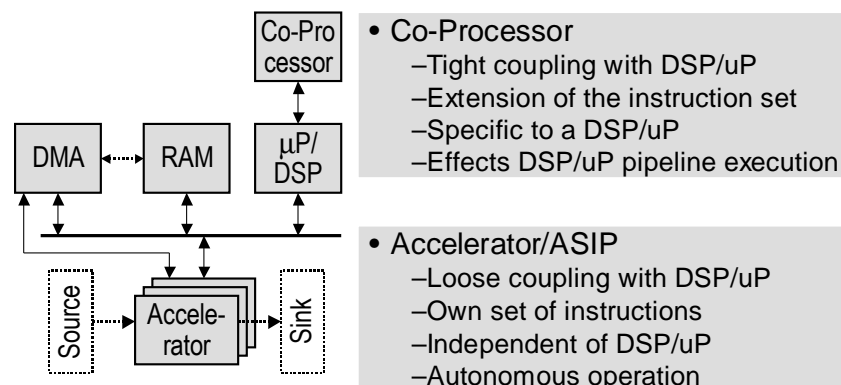 Co-Pro
cessor
DMA
RAM
μP/
DSP
Source
Accele-
rator
Sink
• Co-Processor
–Tight coupling with DSP/uP
–Extension of the instruction set
–Specific to a DSP/uP
–Effects DSP/uP pipeline execution
• Accelerator/ASIP
–Loose coupling with DSP/uP
–Own set of instructions
–Independent of DSP/uP
–Autonomous operation